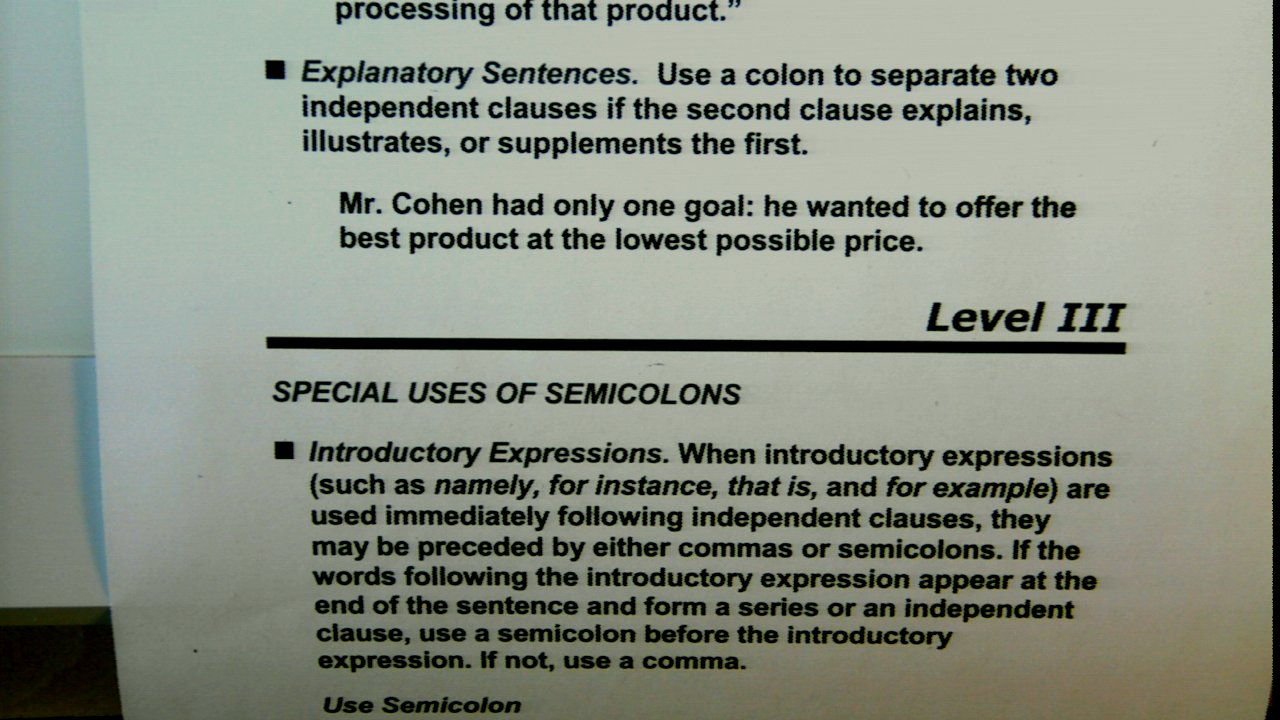 processing of that product.”
■ Explanatory Sentences. Use a colon to separate two
independent clauses if the second clause explains,
illustrates, or supplements the first.
Mr. Cohen had only one goal: he wanted to offer the
best product at the lowest possible price.
Level III
SPECIAL USES OF SEMICOLONS
■ Introductory Expressions. When introductory expressions
(such as namely, for instance, that is, and for example) are
used immediately following independent clauses, they
may be preceded by either commas or semicolons. If the
words following the introductory expression appear at the
end of the sentence and form a series or an independent
clause, use a semicolon before the introductory
expression. If not, use a comma.
Use Semicolon